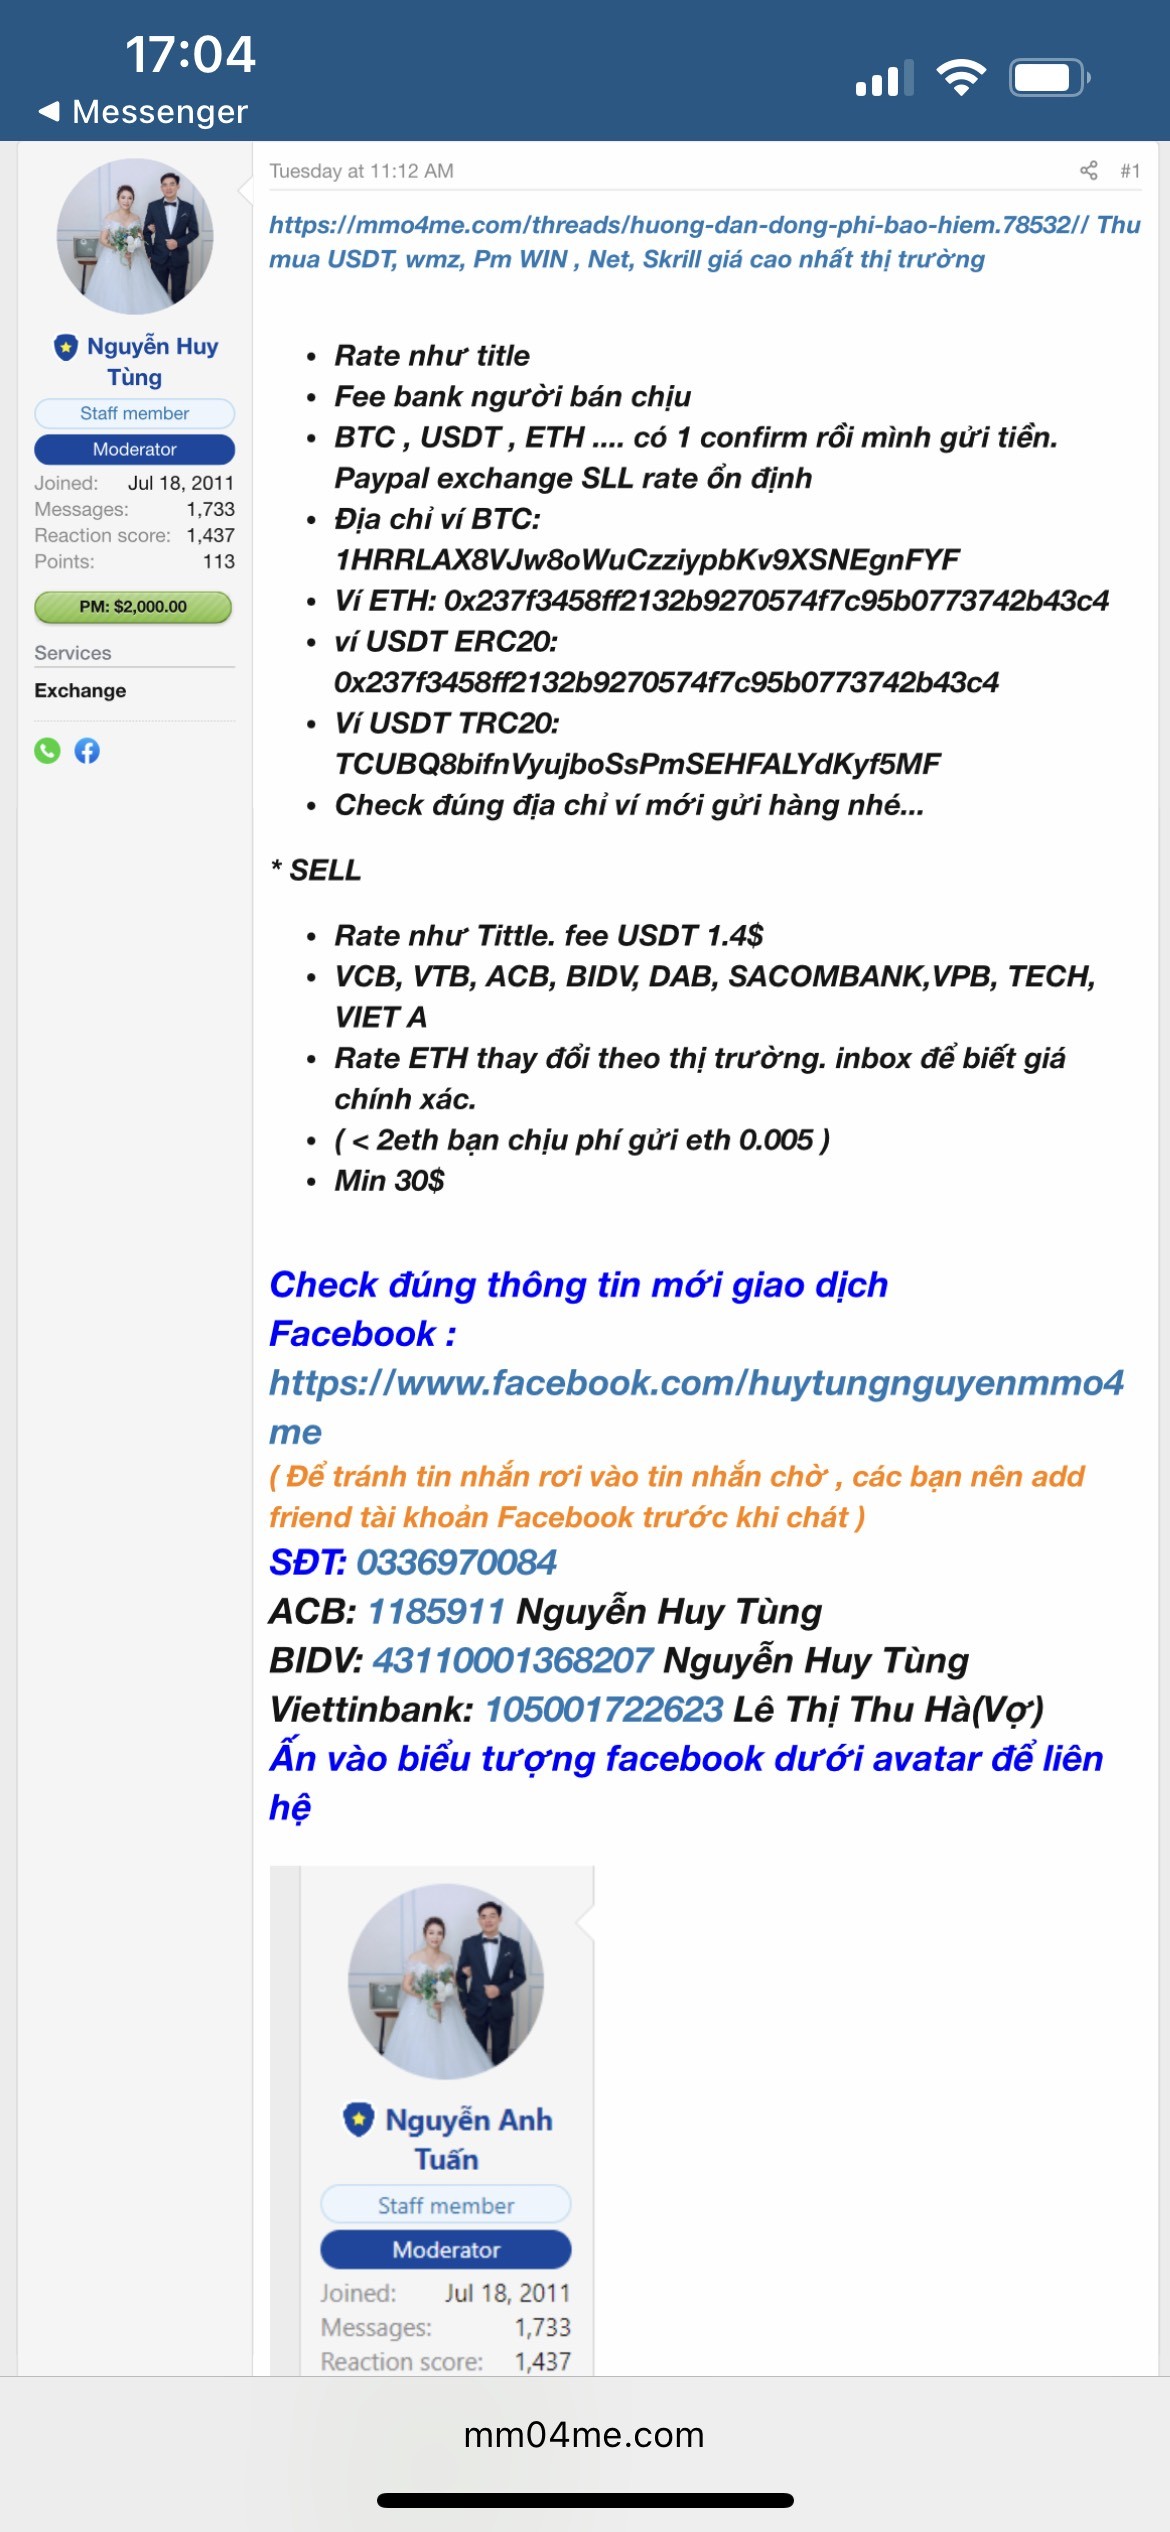 17:04
Messenger
Tuesday at 11:12 AM
#1
https://mmo4me.com/threads/huong-dan-dong-phi-bao-hiem.78532// Thu
mua USDT, wmz, Pm WIN , Net, Skrill giá cao nhất thị trường
Nguyễn Huy
Tùng
Staff member
Moderator
Joined: Jul 18, 2011
Messages: 1,733
Reaction score: 1,437
Points: 113
PM: $2,000.00
Services
Exchange
• Rate như title
• Fee bank người bán chịu
• BTC , USDT , ETH .... có 1 confirm rồi mình gửi tiền.
Paypal exchange SLL rate ổn định
• Địa chỉ ví BTC:
1HRRLAX8VJw8oWuCzziypbKv9XSNEgnFYF
• Ví ETH: 0x237f3458ff2132b9270574f7c95b0773742b43c4
• ví USDT ERC20:
0x237f3458ff2132b9270574f7c95b0773742b43c4
• Ví USDT TRC20:
TCUBQ8bifnVyujboSsPmSEHFALYdKyf5MF
• Check đúng địa chỉ ví mới gửi hàng nhé...
* SELL
• Rate như Tittle. fee USDT 1.4$
• VCB, VTB, ACB, BIDV, DAB, SACOMBANK,VPB, TECH,
VIET A
• Rate ETH thay đổi theo thị trường. inbox để biết giá
chính xác.
• ( < 2eth bạn chịu phí gửi eth 0.005 )
• Min 30$
Check đúng thông tin mới giao dịch
Facebook :
https://www.facebook.com/huytungnguyenmmo4
me
( Để tránh tin nhắn rơi vào tin nhắn chờ , các bạn nên add
friend tài khoản Facebook trước khi chát )
SĐT: 0336970084
ACB: 1185911 Nguyễn Huy Tùng
BIDV: 43110001368207 Nguyễn Huy Tùng
Viettinbank: 105001722623 Lê Thị Thu Hà(Vợ)
Ấn vào biểu tượng facebook dưới avatar để liên
hệ
Nguyễn Anh
Tuấn
Staff member
Moderator
Joined: Jul 18, 2011
Messages: 1,733
Reaction score: 1,437
mm04me.com